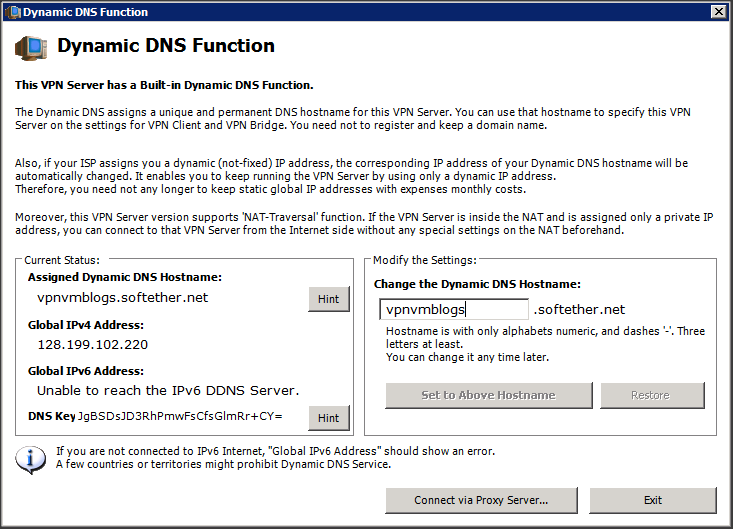 Dynamic DNS Function
Dynamic DNS Function
This VPN Server has a Built-in Dynamic DNS Function.
The Dynamic DNS assigns a unique and permanent DNS hostname for this VPN Server. You can use that hostname to specify this VPN
Server on the settings for VPN Client and VPN Bridge. You need not to register and keep a domain name.
Also, if your ISP assigns you a dynamic (not-fixed) IP address, the corresponding IP address of your Dynamic DNS hostname will be
automatically changed. It enables you to keep running the VPN Server by using only a dynamic IP address.
Therefore, you need not any longer to keep static global IP addresses with expenses monthly costs.
Moreover, this VPN Server version supports 'NAT-Traversal' function. If the VPN Server is inside the NAT and is assigned only a private IP
address, you can connect to that VPN Server from the Internet side without any special settings on the NAT beforehand.
Current Status:
Assigned Dynamic DNS Hostname:
vpnvmblogs.softether.net
Hint
Global IPv4 Address:
128.199.102.220
Global IPv6 Address:
Unable to reach the IPv6 DDNS Server.
DNS Key JgBSDsJD3RhPmwFsCfsGlmRr+CY=
Hint
Modify the Settings:
Change the Dynamic DNS Hostname:
vpnvmblogs .softether.net
Hostname is with only alphabets numeric, and dashes '-'. Three
letters at least.
You can change it any time later.
Set to Above Hostname
Restore
If you are not connected to IPv6 Internet, "Global IPv6 Address" should show an error.
A few countries or territories might prohibit Dynamic DNS Service.
Connect via Proxy Server...
Exit